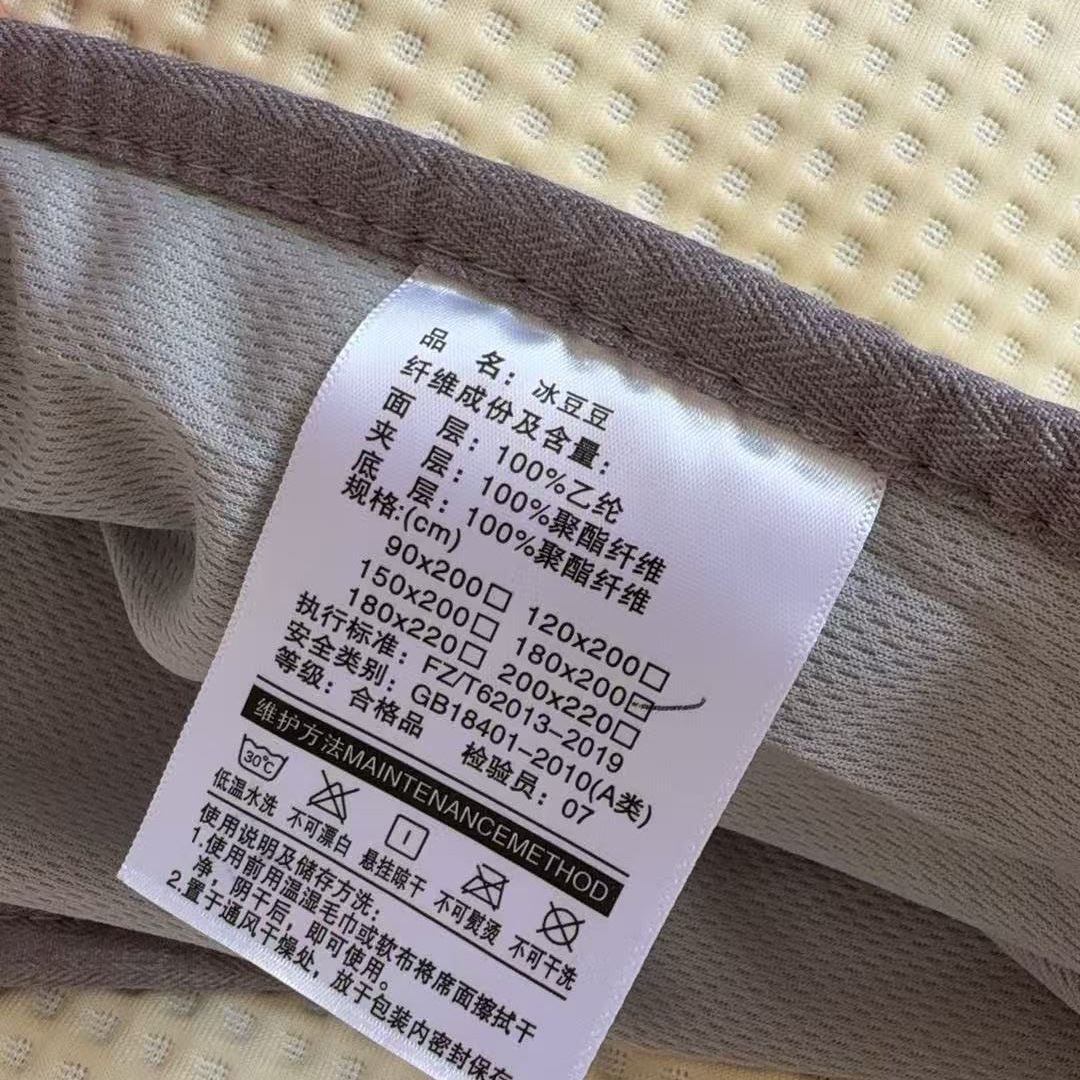 品 名：冰豆豆
纤维成份及含量：
面 层：100%乙纶
夹 层：100%聚酯纤维
底 层：100%聚酯纤维
规格:(cm)
90x200□ 120x200□
150x200□ 180x200□
180x220□ 200x220□
执行标准：FZ/T62013-2019
安全类别：GB18401-2010(A类)
等级：合格品 检验员：07
维护方法MAINTENANCEMETHOD
30℃
低温水洗 不可漂白 悬挂晾干 不可熨烫 不可干洗
使用说明及储存方洗：
1.使用前用温湿毛巾或软布将席面擦拭干
净，阴干后，即可使用。
2.置于通风干燥处，放于包装内密封保存